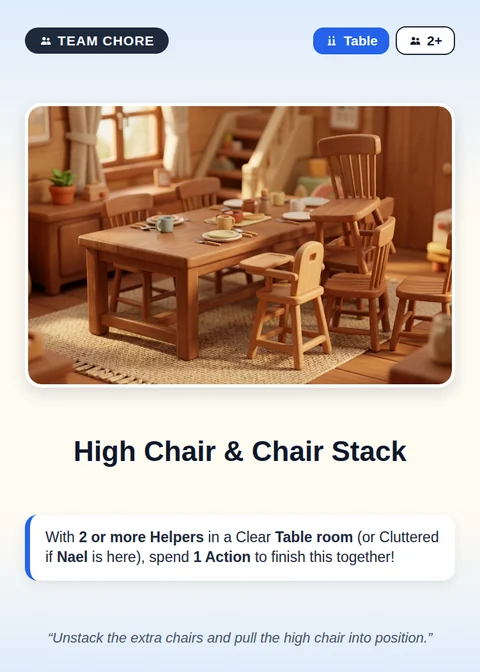 TEAM CHORE
Table
2+
High Chair & Chair Stack
With 2 or more Helpers in a Clear Table room (or Cluttered
if Nael is here), spend 1 Action to finish this together!
“Unstack the extra chairs and pull the high chair into position.”